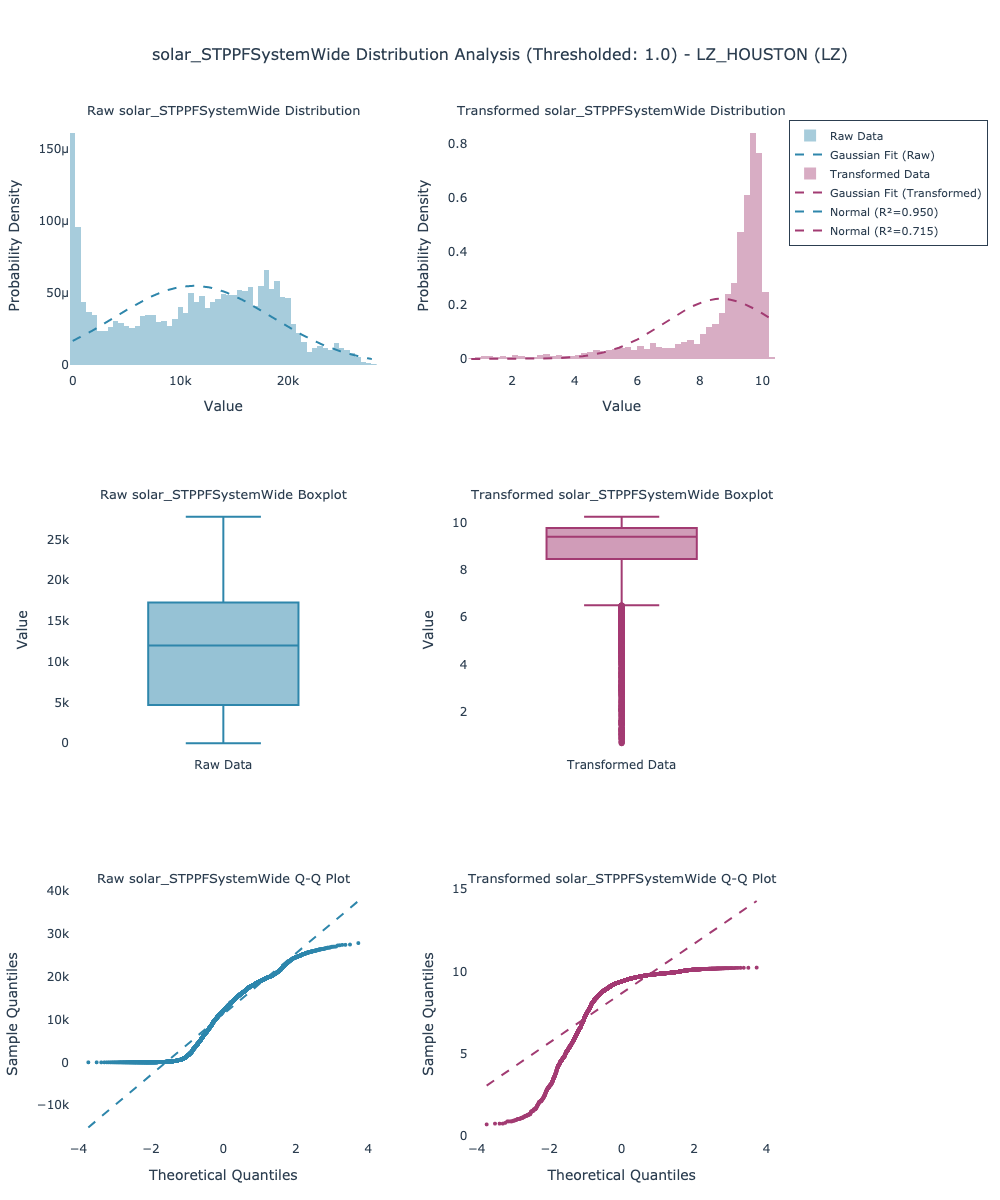 solar_STPPFSystemWide Distribution Analysis (Thresholded: 1.0) - LZ_HOUSTON (LZ)
Raw solar_STPPFSystemWide Distribution
150μ
100μ
50μ
0
Probability Density
0
10k
20k
Value
Transformed solar_STPPFSystemWide Distribution
0.8
0.6
0.4
0.2
0
Probability Density
2
4
6
8
10
Value
Raw Data
Gaussian Fit (Raw)
Transformed Data
Gaussian Fit (Transformed)
Normal (R²=0.950)
Normal (R²=0.715)
Raw solar_STPPFSystemWide Boxplot
25k
20k
15k
10k
5k
0
Value
Raw Data
Transformed solar_STPPFSystemWide Boxplot
10
8
6
4
2
Value
Transformed Data
Raw solar_STPPFSystemWide Q-Q Plot
40k
30k
20k
10k
0
−10k
Sample Quantiles
−4
−2
0
2
4
Theoretical Quantiles
Transformed solar_STPPFSystemWide Q-Q Plot
15
10
5
0
Sample Quantiles
−4
−2
0
2
4
Theoretical Quantiles